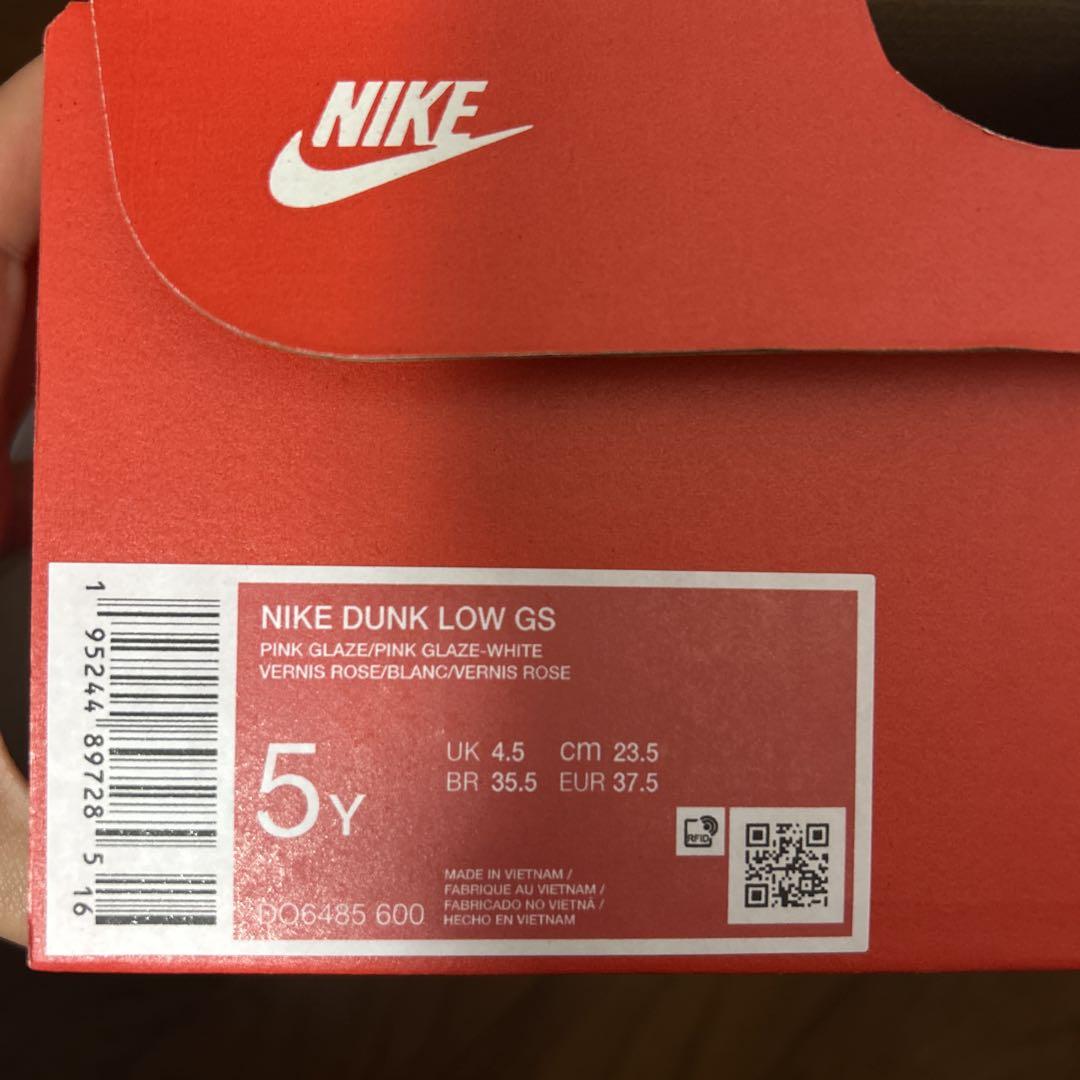 NIKE
NIKE DUNK LOW GS
PINK GLAZE/PINK GLAZE-WHITE
VERNIS ROSE/BLANC/VERNIS ROSE
5Y
UK 4.5 cm 23.5
BR 35.5 EUR 37.5
RFID
MADE IN VIETNAM /
FABRIQUE AU VIETNAM /
FABRICADO NO VIETNÃ /
HECHO EN VIETNAM
DO6485 600
1 95244 89728 5 16